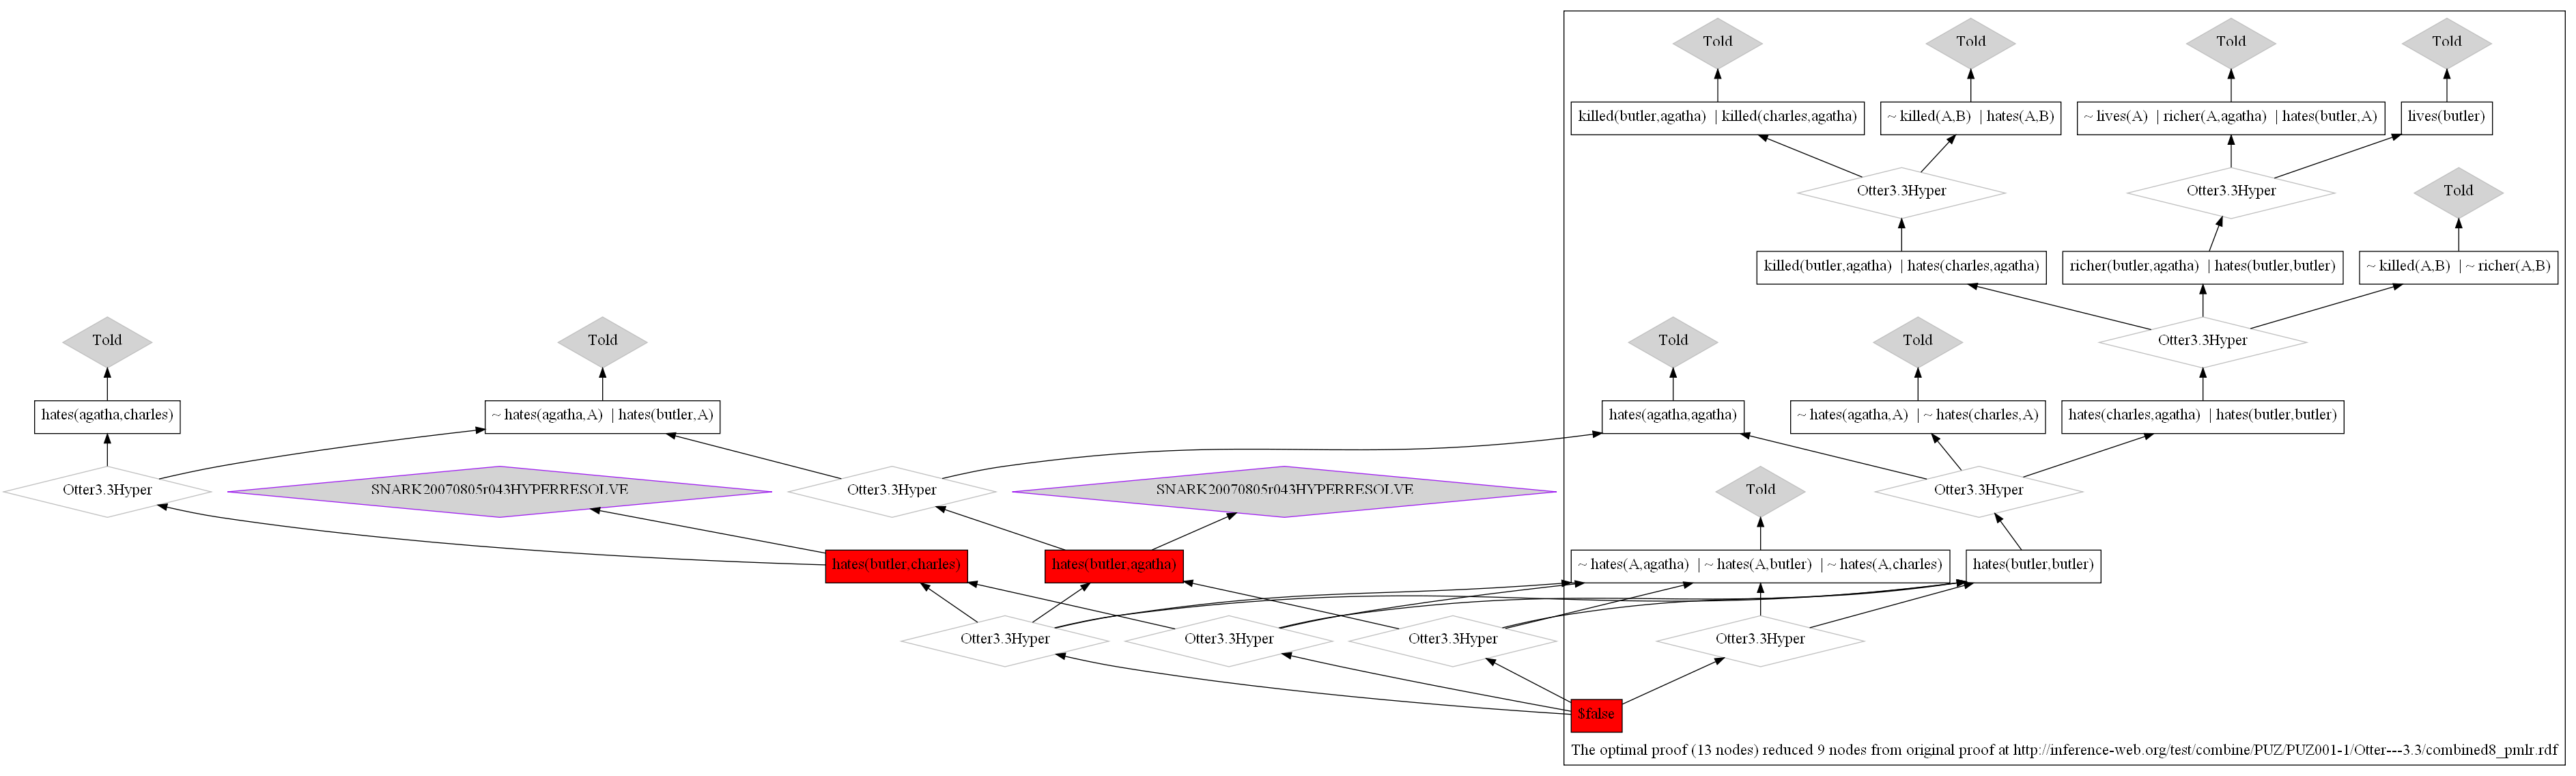 Told
Told
Told
Told
killed(butler,agatha) | killed(charles,agatha)
~ killed(A,B) | hates(A,B)
~ lives(A) | richer(A,agatha) | hates(butler,A)
lives(butler)
Otter3.3Hyper
Otter3.3Hyper
Told
killed(butler,agatha) | hates(charles,agatha)
richer(butler,agatha) | hates(butler,butler)
~ killed(A,B) | ~ richer(A,B)
Told
Told
Told
Told
Otter3.3Hyper
hates(agatha,charles)
~ hates(agatha,A) | hates(butler,A)
hates(agatha,agatha)
~ hates(agatha,A) | ~ hates(charles,A)
hates(charles,agatha) | hates(butler,butler)
Otter3.3Hyper
SNARK20070805r043HYPERRESOLVE
Otter3.3Hyper
SNARK20070805r043HYPERRESOLVE
Told
Otter3.3Hyper
hates(butler,charles)
hates(butler,agatha)
~ hates(A,agatha) | ~ hates(A,butler) | ~ hates(A,charles)
hates(butler,butler)
Otter3.3Hyper
Otter3.3Hyper
Otter3.3Hyper
Otter3.3Hyper
$false
The optimal proof (13 nodes) reduced 9 nodes from original proof at http://inference-web.org/test/combine/PUZ/PUZ001-1/Otter---3.3/combined8_pmlr.rdf